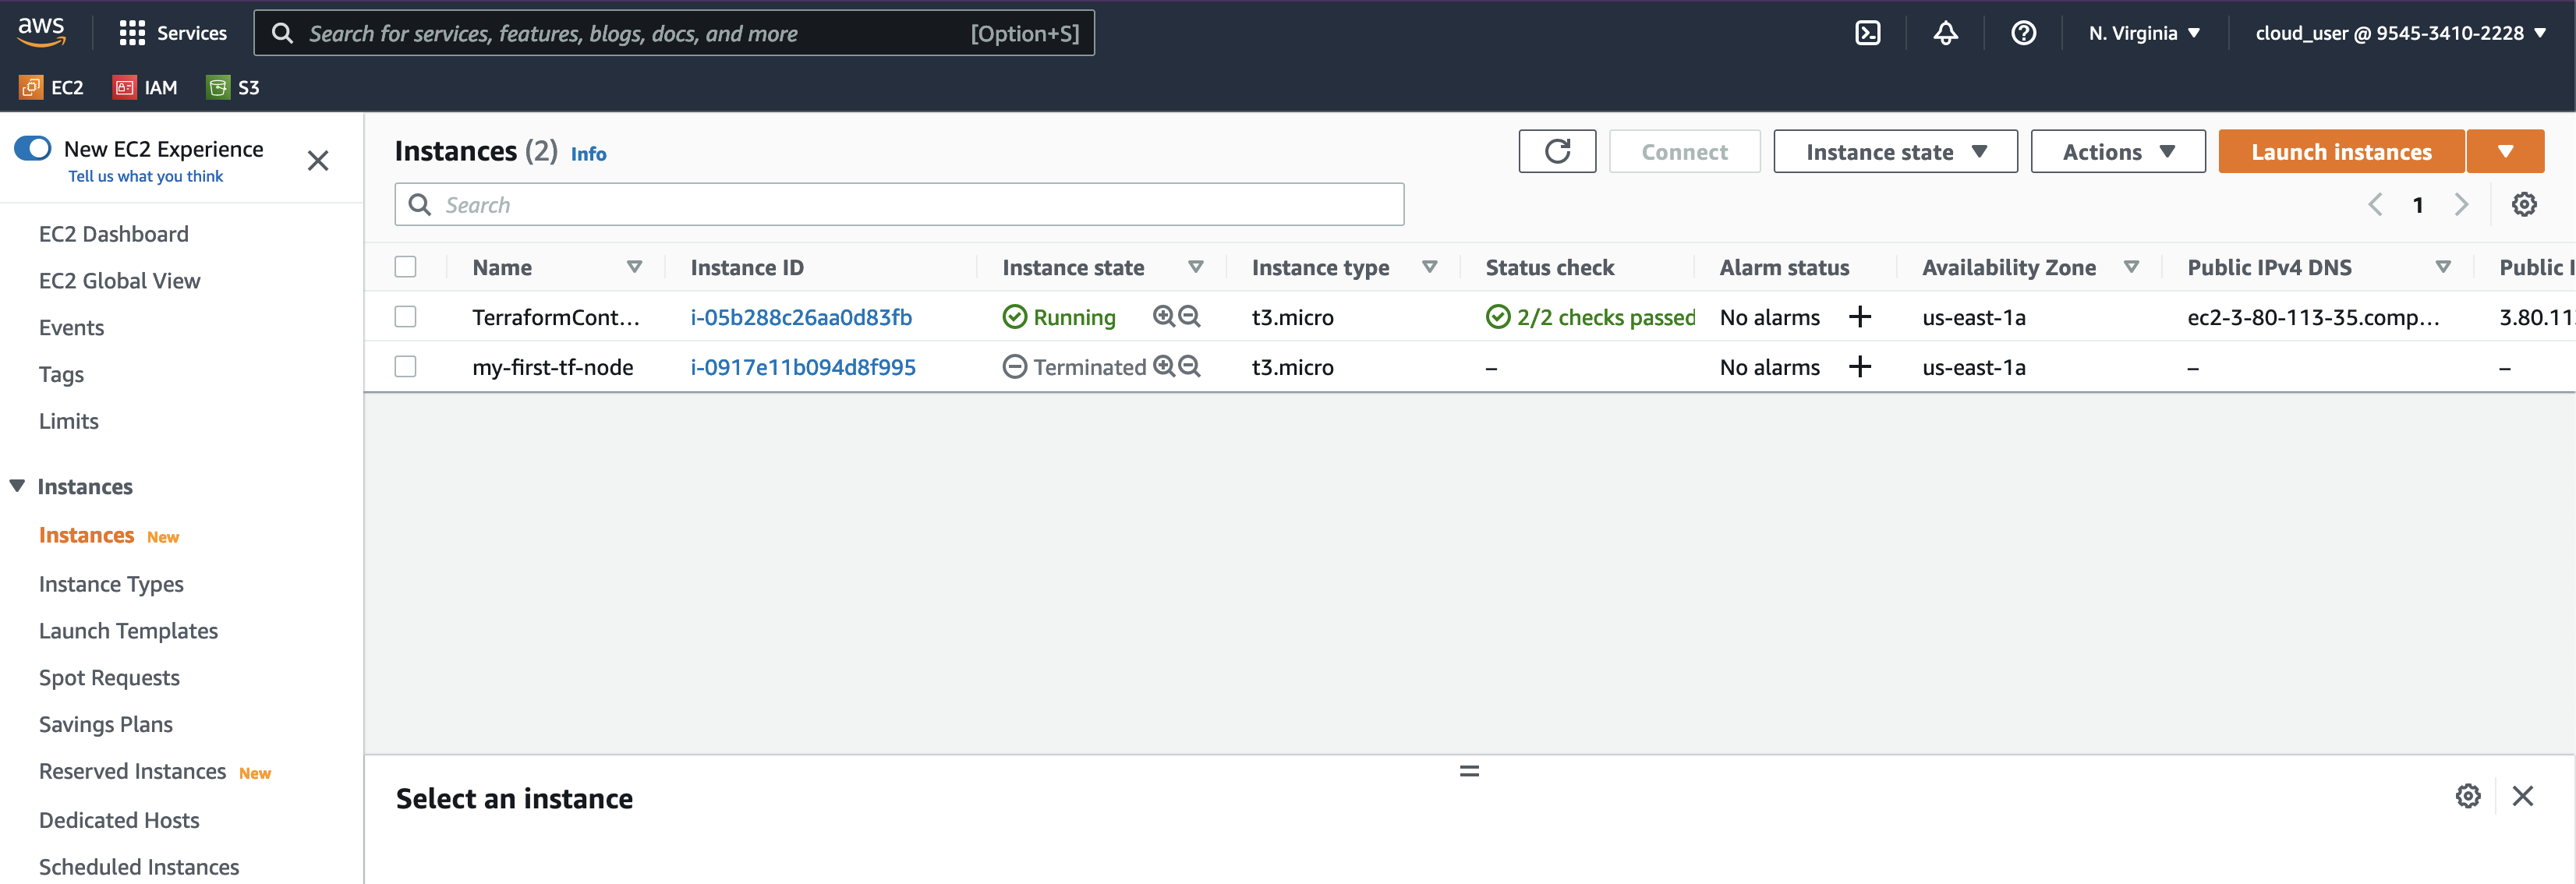 aws
Services
Search for services, features, blogs, docs, and more [Option+S]
N. Virginia
cloud_user @ 9545-3410-2228
EC2
IAM
S3
New EC2 Experience
Tell us what you think
EC2 Dashboard
EC2 Global View
Events
Tags
Limits
Instances
Instances New
Instance Types
Launch Templates
Spot Requests
Savings Plans
Reserved Instances New
Dedicated Hosts
Scheduled Instances
Instances (2) Info
Connect
Instance state
Actions
Launch instances
Search
1
Name Instance ID Instance state Instance type Status check Alarm status Availability Zone Public IPv4 DNS Public I
TerraformCont... i-05b288c26aa0d83fb Running t3.micro 2/2 checks passed No alarms + us-east-1a ec2-3-80-113-35.comp... 3.80.11
my-first-tf-node i-0917e11b094d8f995 Terminated t3.micro – No alarms + us-east-1a – –
Select an instance